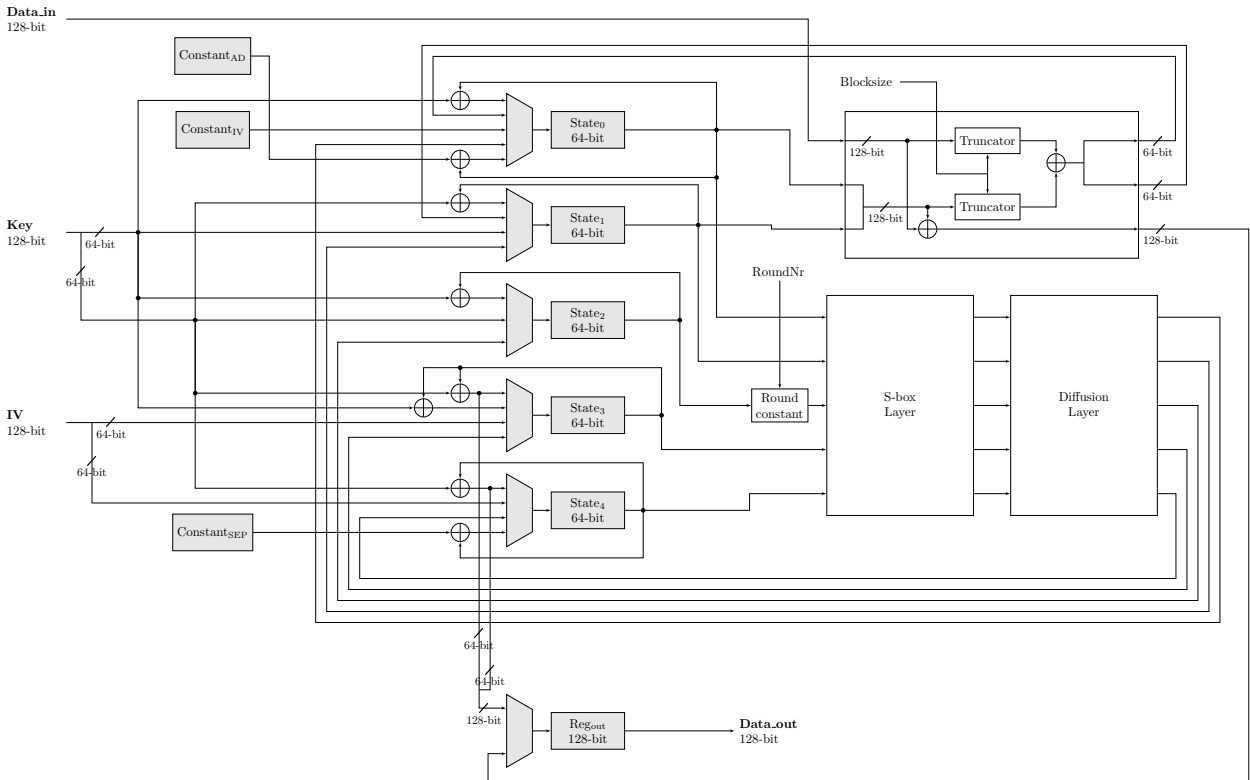 Data_in
128-bit
Constant_AD
Blocksize
Constant_IV
State_0
64-bit
128-bit
Truncator
64-bit
64-bit
Key
128-bit
64-bit
64-bit
State_1
64-bit
128-bit
Truncator
128-bit
RoundNr
State_2
64-bit
Round
constant
S-box
Layer
Diffusion
Layer
IV
128-bit
64-bit
64-bit
State_3
64-bit
Constant_SEP
State_4
64-bit
64-bit
64-bit
128-bit
Reg_out
128-bit
Data_out
128-bit